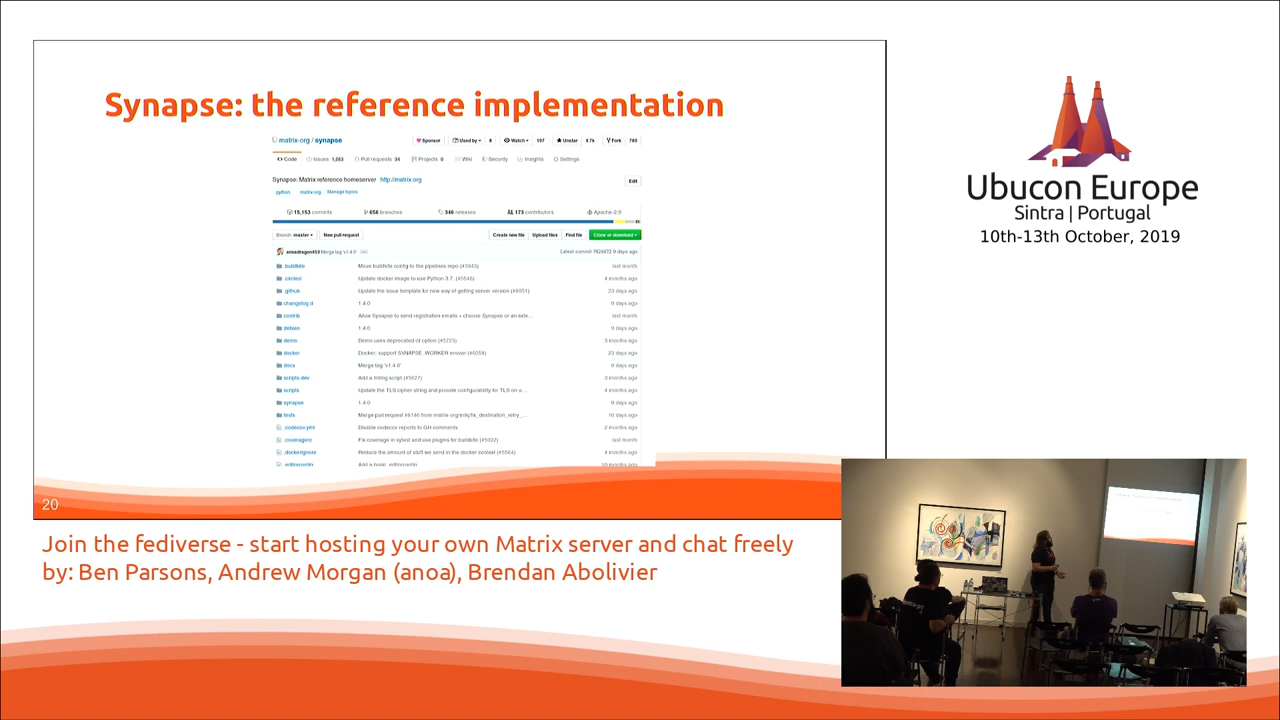 Synapse: the reference implementation
matrix-org / synapse
Sponsor Used by 8 Watch 197 Unstar 4.7k Fork 740
Code Issues 1,053 Pull requests 34 Projects 0 Wiki Security Insights Settings
Synapse: Matrix reference homeserver http://matrix.org Edit
python matrix-org Manage topics
15,153 commits 656 branches 346 releases 173 contributors Apache-2.0
Branch: master New pull request Create new file Upload files Find file Clone or download
anoadragon453 Merge tag 'v1.4.0' Latest commit 9 days ago
.buildkite Move buildkite config to the pipelines repo (#5943) last month
.circleci Update docker image to use Python 3.7. (#5546) 4 months ago
.github Update the issue template for new way of getting server version (#6051) 23 days ago
changelog.d 1.4.0 9 days ago
contrib Allow Synapse to send registration emails + choose Synapse or an exte... last month
debian 1.4.0 9 days ago
demo Demo uses deprecated cli option (#5725) 3 months ago
docker Docker: support SYNAPSE_WORKER envvar (#6058) 23 days ago
docs Merge tag 'v1.4.0' 9 days ago
scripts-dev Add a linting script (#5627) 3 months ago
scripts Update the TLS cipher string and provide configurability for TLS on o... 4 months ago
synapse 1.4.0 9 days ago
tests Merge pull request #6146 from matrix-org/erikj/fix_destination_retry_... 10 days ago
.codecov.yml Disable codecov reports to GH comments 2 months ago
.coveragerc Fix coverage in sytest and use plugins for buildkite (#5922) last month
.dockerignore Reduce the amount of stuff we send in the docker context (#5564) 4 months ago
.editorconfig Add a basic .editorconfig 10 months ago
20
Join the fediverse - start hosting your own Matrix server and chat freely
by: Ben Parsons, Andrew Morgan (anoa), Brendan Abolivier
Ubucon Europe
Sintra | Portugal
10th-13th October, 2019